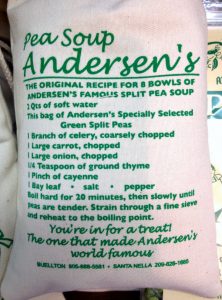 Pea Soup
Andersen's
THE ORIGINAL RECIPE FOR 8 BOWLS OF
ANDERSEN'S FAMOUS SPLIT PEA SOUP
2 Qts of soft water
This bag of Andersen's Specially Selected
Green Split Peas
1 Branch of celery, coarsely chopped
1 Large carrot, chopped
1 Large onion, chopped
1/4 Teaspoon of ground thyme
1 Pinch of cayenne
1 Bay leaf • salt • pepper
Boil hard for 20 minutes, then slowly until
peas are tender. Strain through a fine sieve
and reheat to the boiling point.
You're in for a treat!
The one that made Andersen's
world famous
BUELLTON • SANTA NELLA